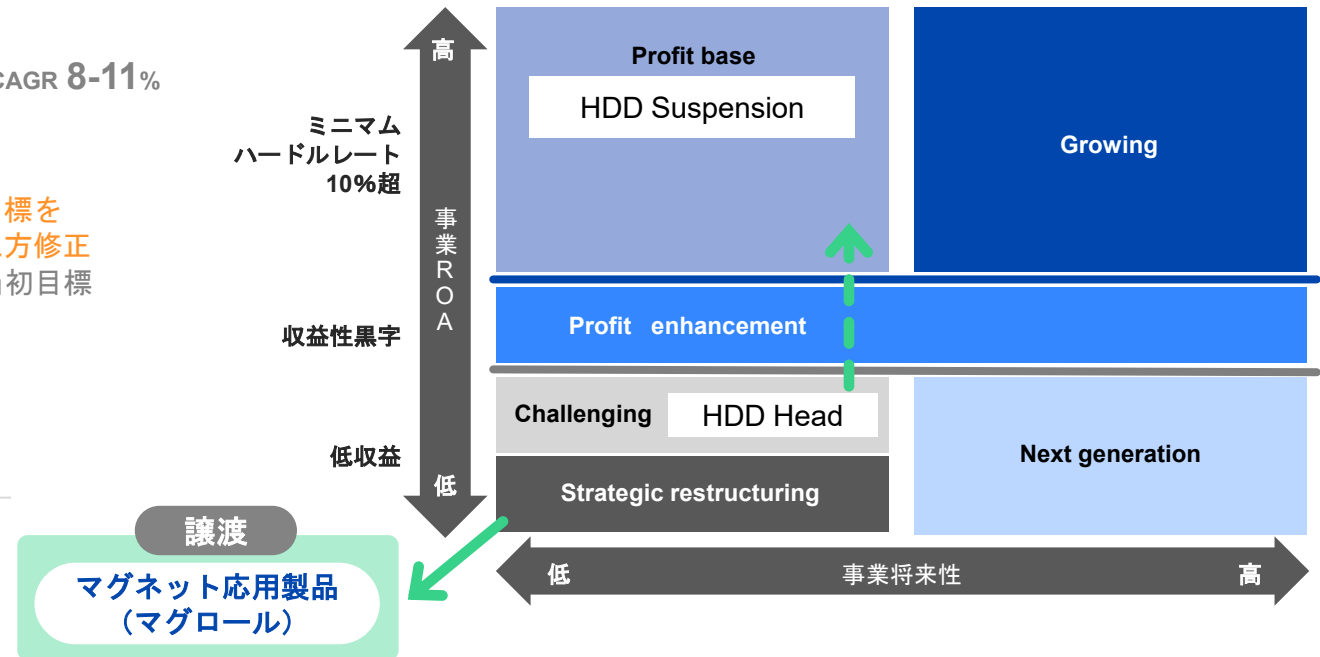 CAGR 8-11%
標を
方修正
初目標
ミニマム
ハードルレート
10%超
収益性黒字
低収益
高
事業ROA
低
Profit base
HDD Suspension
Growing
Profit enhancement
Challenging
HDD Head
Next generation
Strategic restructuring
低
事業将来性
高
譲渡
マグネット応用製品
（マグロール）